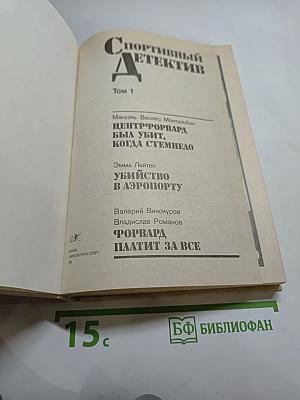 Спортивный
Детектив
Том 1
Мануэль Васкес Монтальбан
ЦЕНТРФОРВАРД
БЫЛ УБИТ,
КОГДА СТЕМНЕЛО
Эмма Лейтен
УБИЙСТВО
В АЭРОПОРТУ
Валерий Винокуров
Владислав Романов
ФОРВАРД
ПЛАТИТ ЗА ВСЕ
15с
БФ БИБЛИОФАН